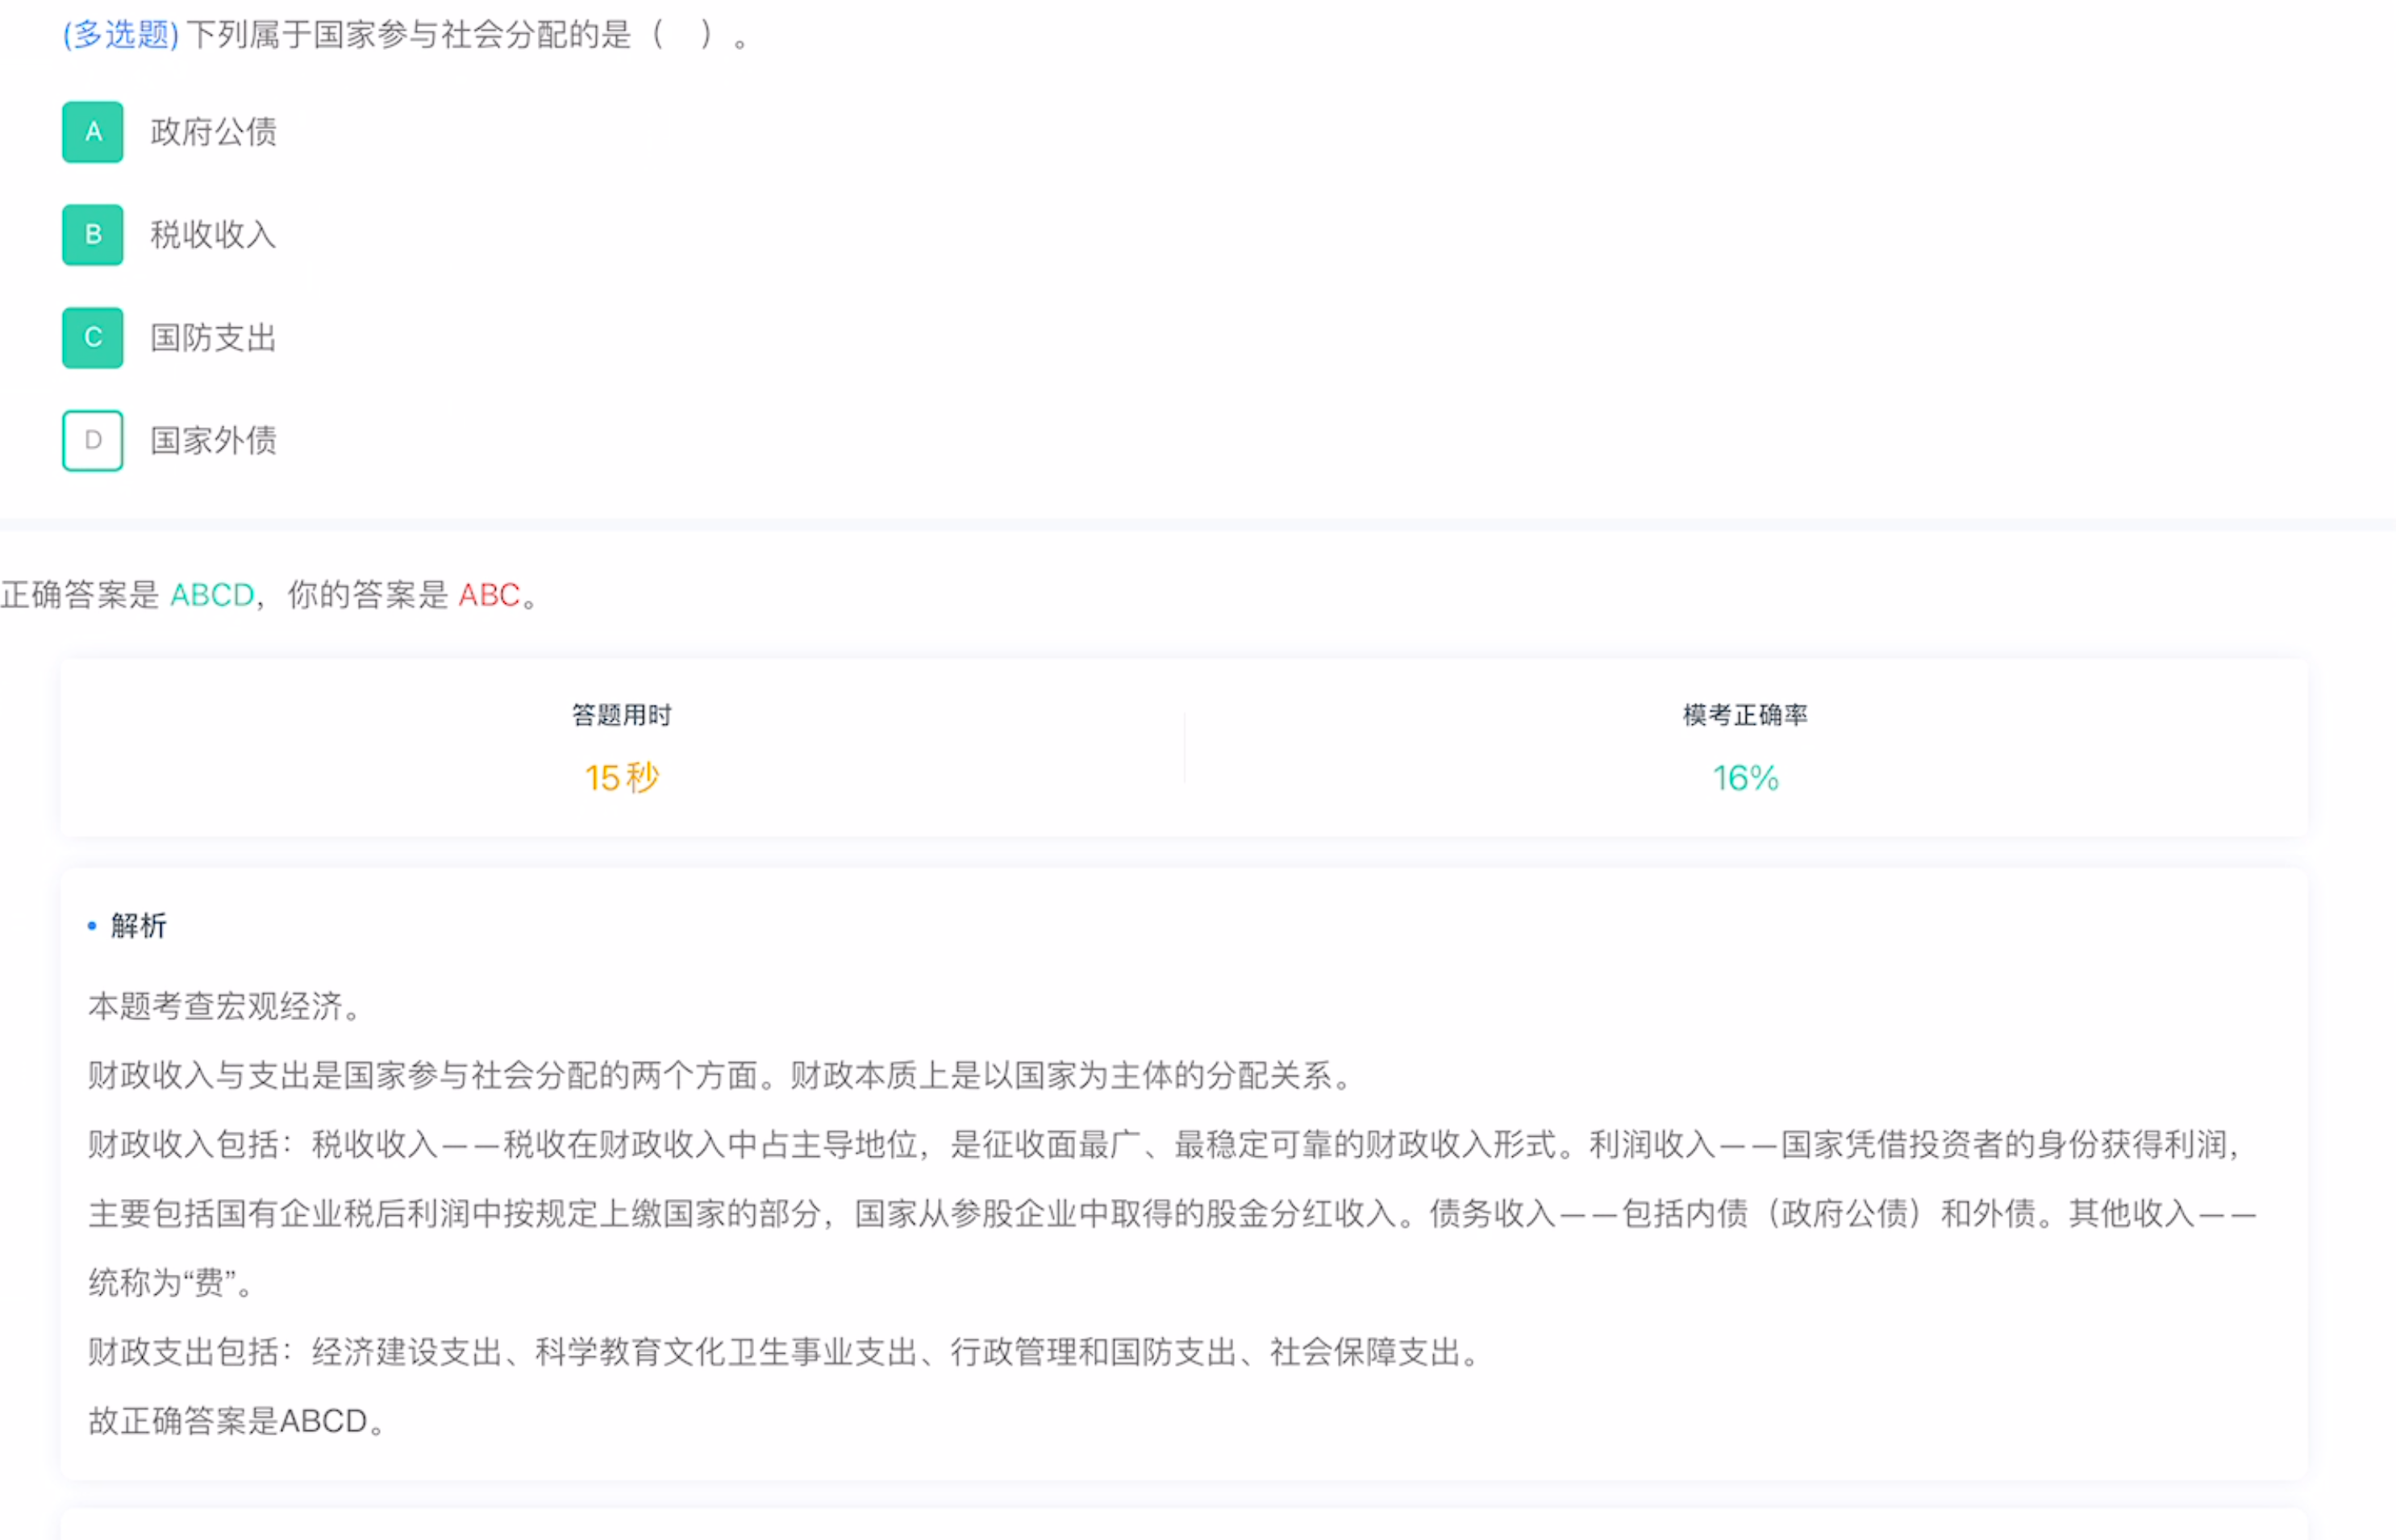 (多选题)下列属于国家参与社会分配的是（　）。
A 政府公债
B 税收收入
C 国防支出
D 国家外债
正确答案是 ABCD，你的答案是 ABC。
答题用时 模考正确率
15秒 16%
• 解析
本题考查宏观经济。
财政收入与支出是国家参与社会分配的两个方面。财政本质上是以国家为主体的分配关系。
财政收入包括：税收收入——税收在财政收入中占主导地位，是征收面最广、最稳定可靠的财政收入形式。利润收入——国家凭借投资者的身份获得利润，
主要包括国有企业税后利润中按规定上缴国家的部分，国家从参股企业中取得的股金分红收入。债务收入——包括内债（政府公债）和外债。其他收入——
统称为“费”。
财政支出包括：经济建设支出、科学教育文化卫生事业支出、行政管理和国防支出、社会保障支出。
故正确答案是ABCD。